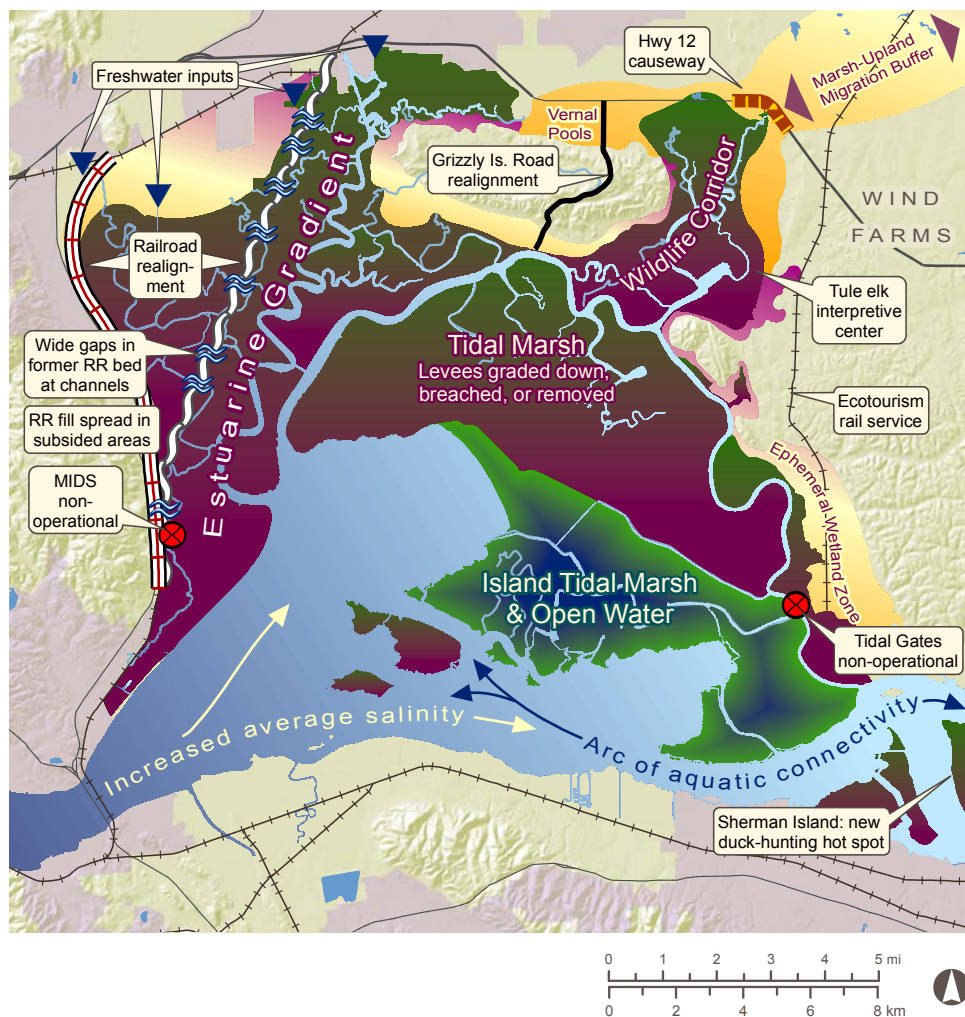 Hwy 12
causeway
Marsh-Upland
Migration Buffer
Freshwater inputs
Vernal
Pools
Grizzly Is. Road
realignment
WIND
FARMS
Wildlife Corridor
Estuarine Gradient
Railroad
realign-
ment
Tule elk
interpretive
center
Wide gaps in
former RR bed
at channels
Tidal Marsh
Levees graded down,
breached, or removed
Ecotourism
rail service
RR fill spread in
subsided areas
MIDS
non-
operational
Ephemeral-Wetland Zone
Island Tidal Marsh
& Open Water
Tidal Gates
non-operational
Increased average salinity
Arc of aquatic connectivity
Sherman Island: new
duck-hunting hot spot
0 1 2 3 4 5 mi
0 2 4 6 8 km